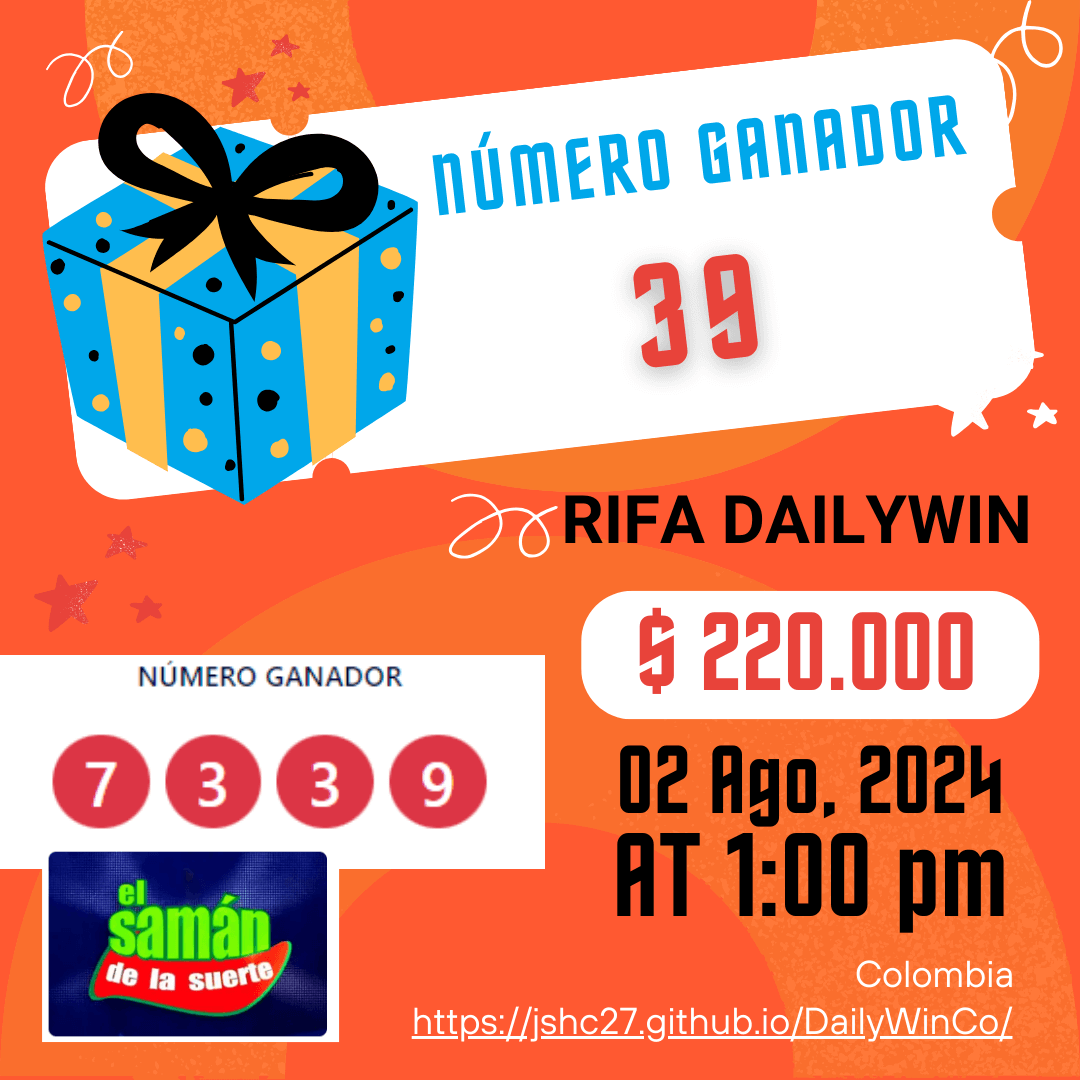 NÚMERO GANADOR
39
RIFA DAILYWIN
$ 220.000
NÚMERO GANADOR
7 3 3 9
02 Ago, 2024
AT 1:00 pm
el
samán
de la suerte
Colombia
https://jshc27.github.io/DailyWinCo/